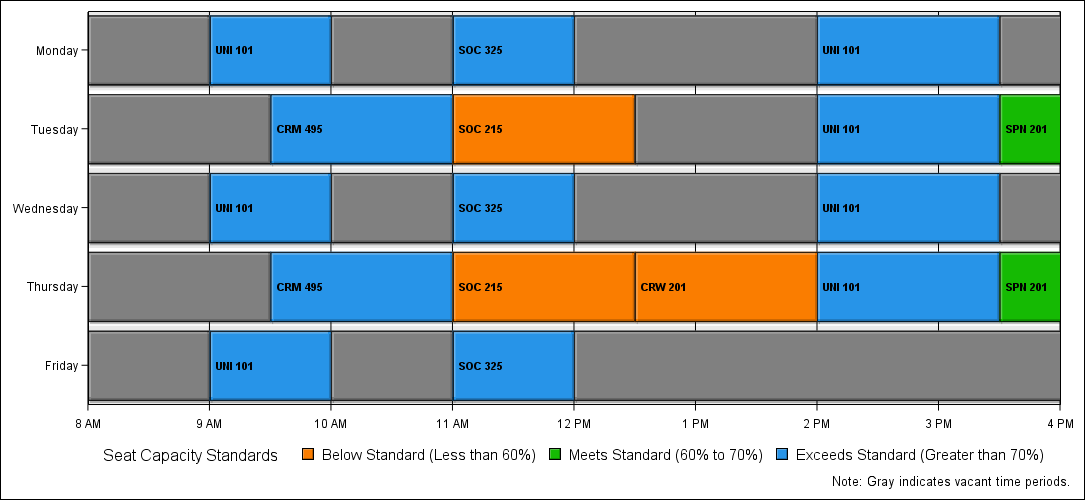 Monday UNI 101 SOC 325 UNI 101
Tuesday CRM 495 SOC 215 UNI 101 SPN 201
Wednesday UNI 101 SOC 325 UNI 101
Thursday CRM 495 SOC 215 CRW 201 UNI 101 SPN 201
Friday UNI 101 SOC 325
8 AM 9 AM 10 AM 11 AM 12 PM 1 PM 2 PM 3 PM 4 PM
Seat Capacity Standards Below Standard (Less than 60%) Meets Standard (60% to 70%) Exceeds Standard (Greater than 70%)
Note: Gray indicates vacant time periods.